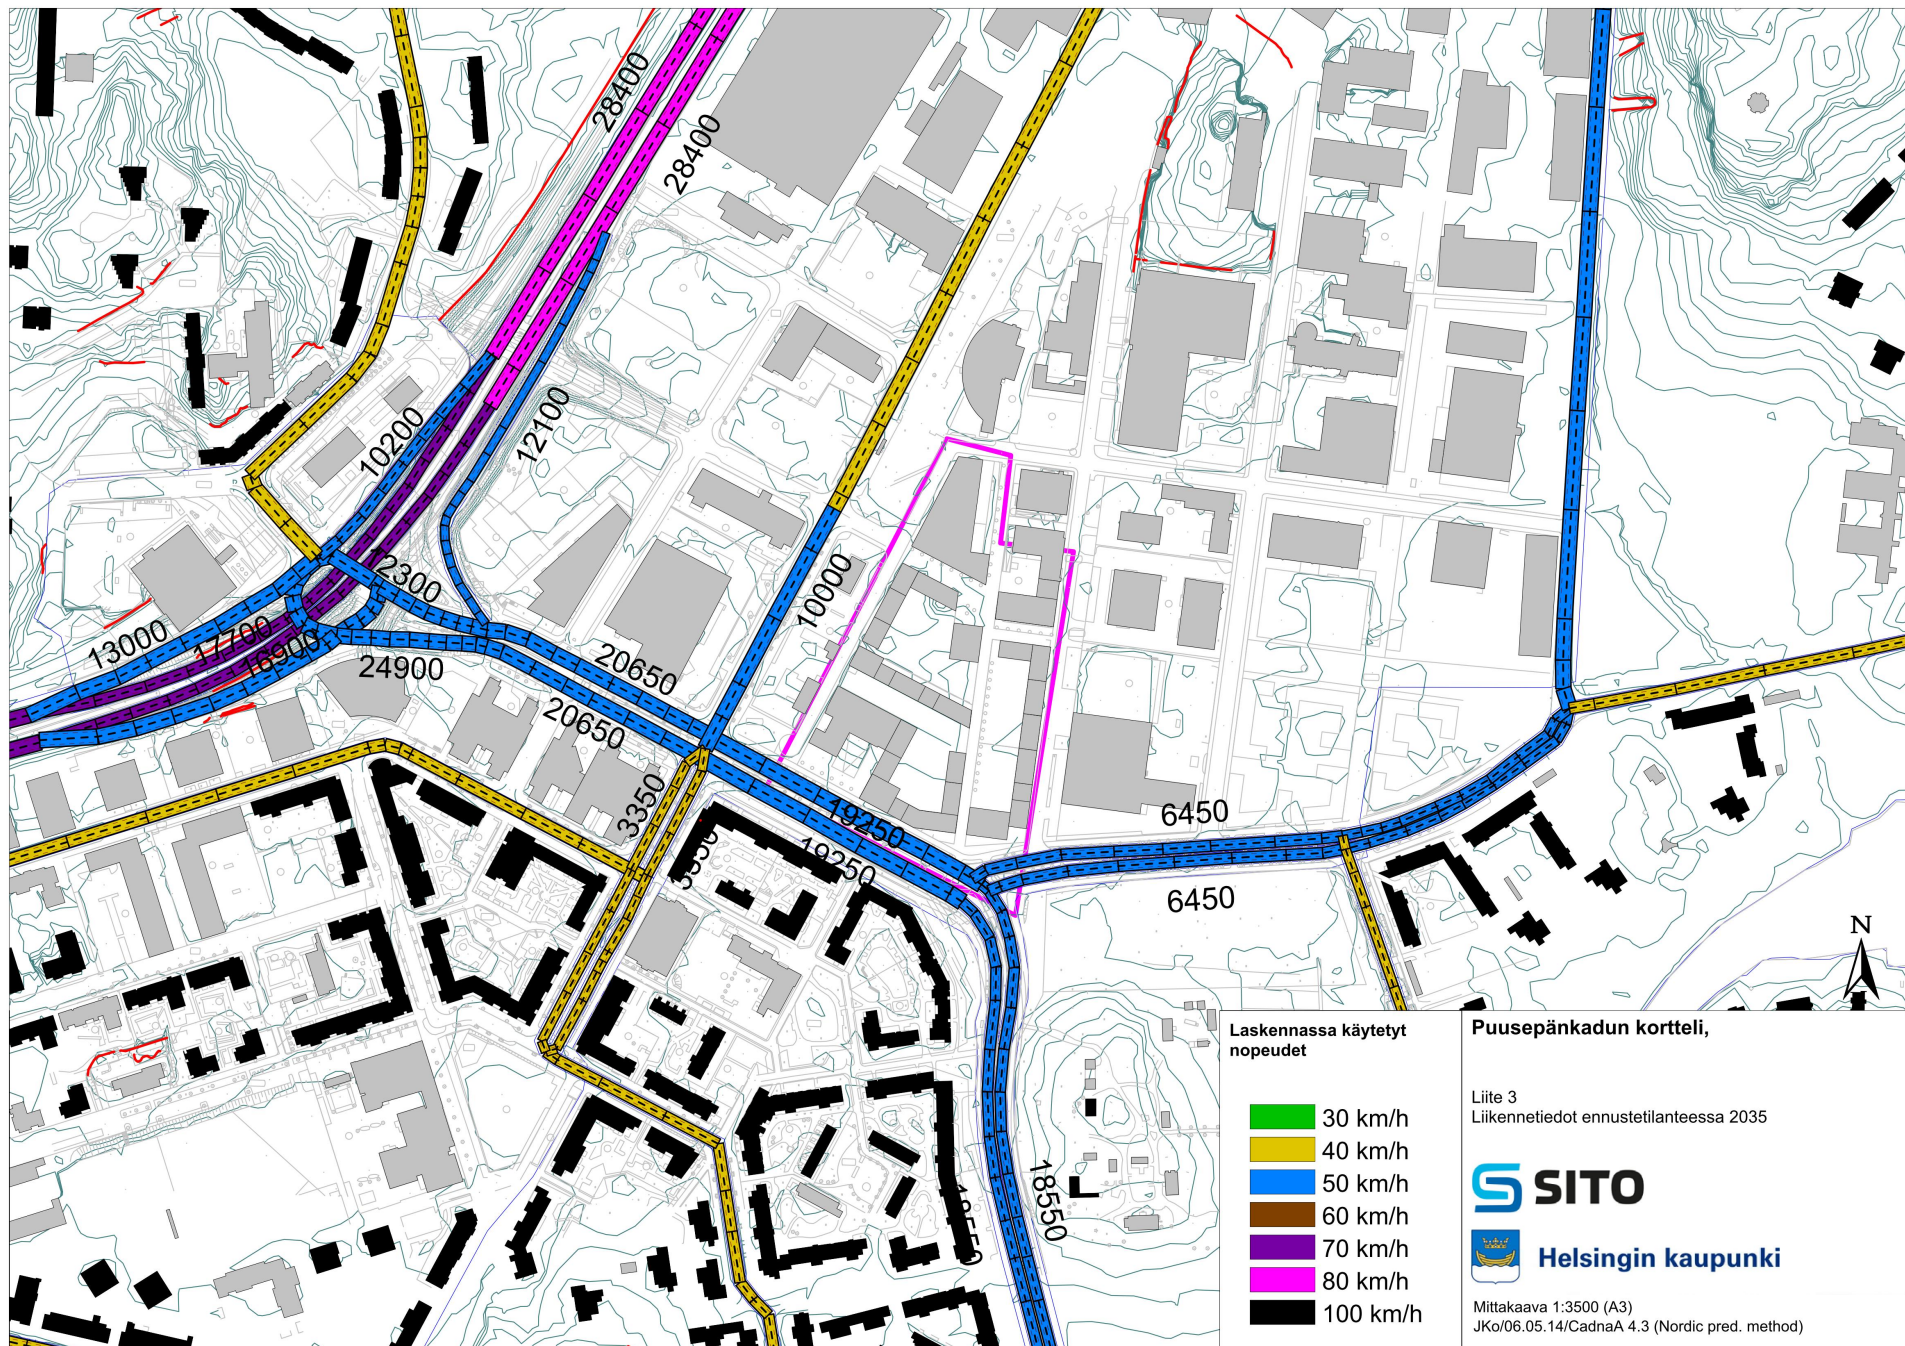 28400
28400
10200
12100
12300
10000
13000
17700
16900
24900
20650
20650
3350
3350
19250
19250
6450
6450
18550
18550
N
Laskennassa käytetyt
nopeudet
30 km/h
40 km/h
50 km/h
60 km/h
70 km/h
80 km/h
100 km/h
Puusepänkadun kortteli,
Liite 3
Liikennetiedot ennustetilanteessa 2035
SITO
Helsingin kaupunki
Mittakaava 1:3500 (A3)
JKo/06.05.14/CadnaA 4.3 (Nordic pred. method)